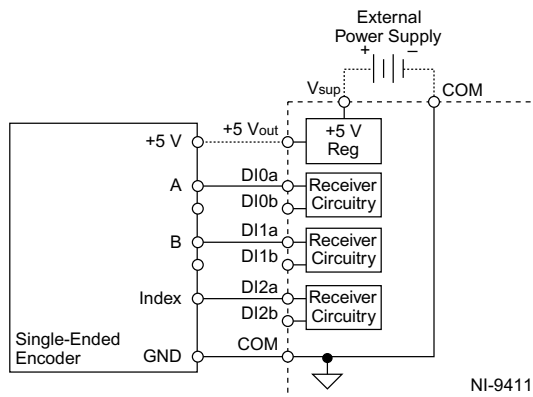 External
Power Supply
+ –
Vsup
COM
+5 V
+5 Vout
+5 V
Reg
A
DI0a
DI0b
Receiver
Circuitry
B
DI1a
DI1b
Receiver
Circuitry
Index
DI2a
DI2b
Receiver
Circuitry
Single-Ended
Encoder
GND
COM
NI-9411